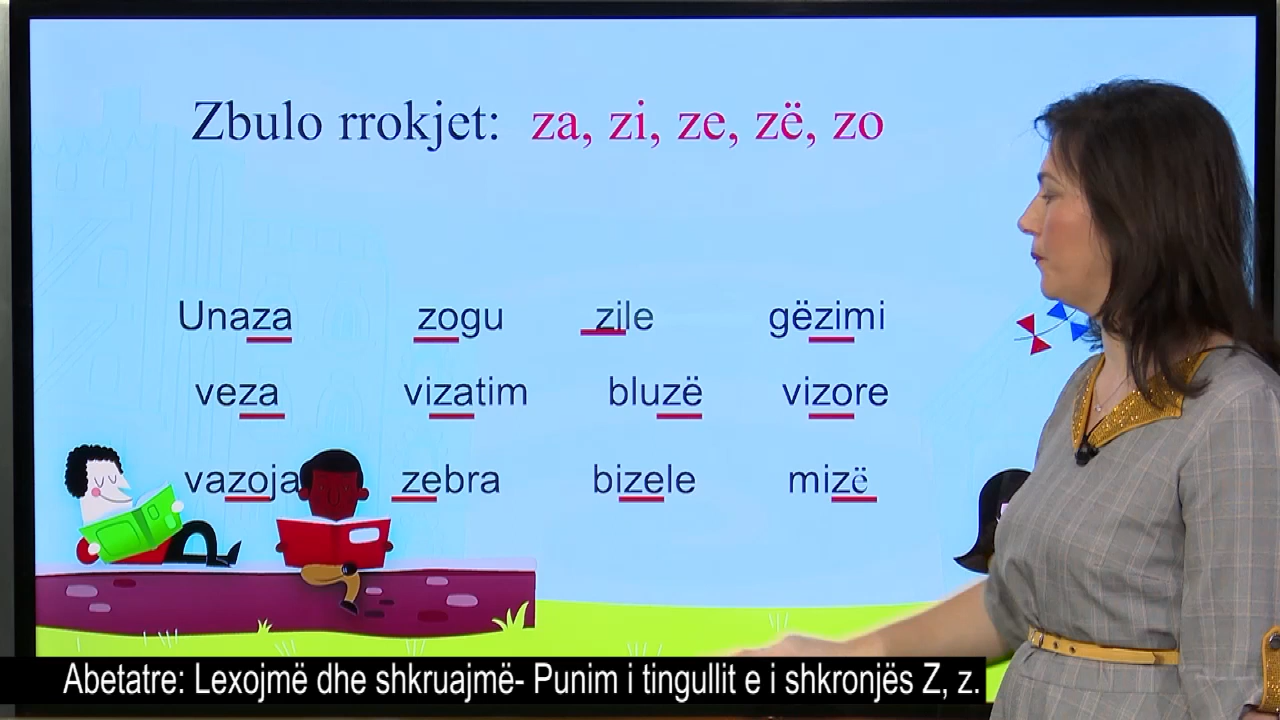 Zbulo rrokjet: za, zi, ze, zë, zo
Unaza zogu zile gëzimi
veza vizatim bluzë vizore
vazoja zebra bizele mizë
Abetatre: Lexojmë dhe shkruajmë- Punim i tingullit e i shkronjës Z, z.